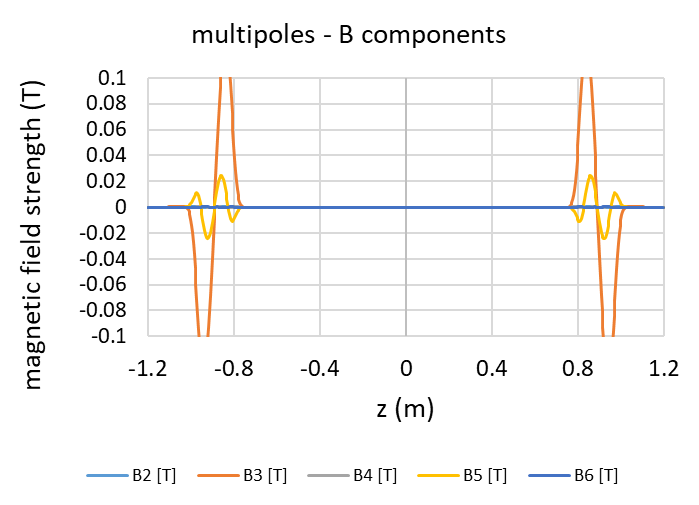 multipoles - B components
magnetic field strength (T)
0.1
0.08
0.06
0.04
0.02
0
-0.02
-0.04
-0.06
-0.08
-0.1
-1.2 -0.8 -0.4 0 0.4 0.8 1.2
z (m)
B2 [T] B3 [T] B4 [T] B5 [T] B6 [T]